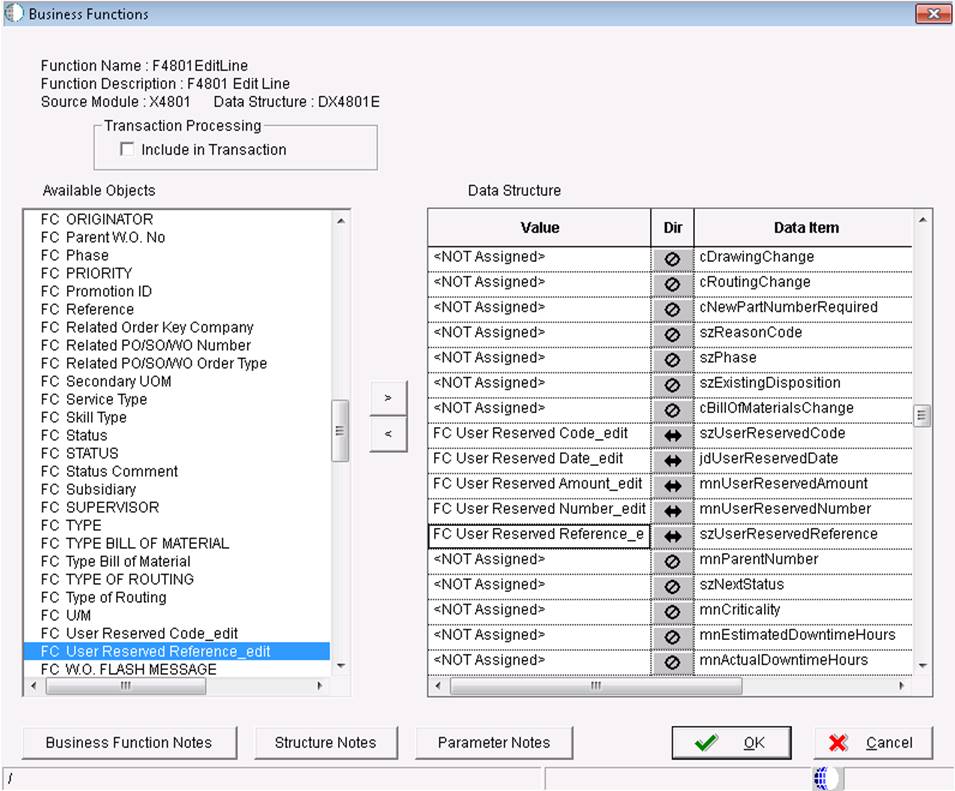 Business Functions
Function Name : F4801EditLine
Function Description : F4801 Edit Line
Source Module : X4801 Data Structure : DX4801E
Transaction Processing
Include in Transaction
Available Objects
FC ORIGINATOR
FC Parent W.O. No
FC Phase
FC PRIORITY
FC Promotion ID
FC Reference
FC Related Order Key Company
FC Related PO/SO/WO Number
FC Related PO/SO/WO Order Type
FC Secondary UOM
FC Service Type
FC Skill Type
FC Status
FC STATUS
FC Status Comment
FC Subsidiary
FC SUPERVISOR
FC TYPE
FC TYPE BILL OF MATERIAL
FC Type Bill of Material
FC TYPE OF ROUTING
FC Type of Routing
FC U/M
FC User Reserved Code_edit
FC User Reserved Reference_edit
FC W.O. FLASH MESSAGE
>
<
Data Structure
Value Dir Data Item
<NOT Assigned> cDrawingChange
<NOT Assigned> cRoutingChange
<NOT Assigned> cNewPartNumberRequired
<NOT Assigned> szReasonCode
<NOT Assigned> szPhase
<NOT Assigned> szExistingDisposition
<NOT Assigned> cBillOfMaterialsChange
FC User Reserved Code_edit szUserReservedCode
FC User Reserved Date_edit jdUserReservedDate
FC User Reserved Amount_edit mnUserReservedAmount
FC User Reserved Number_edit mnUserReservedNumber
FC User Reserved Reference_e szUserReservedReference
<NOT Assigned> mnParentNumber
<NOT Assigned> szNextStatus
<NOT Assigned> mnCriticality
<NOT Assigned> mnEstimatedDowntimeHours
<NOT Assigned> mnActualDowntimeHours
Business Function Notes
Structure Notes
Parameter Notes
OK
Cancel
/